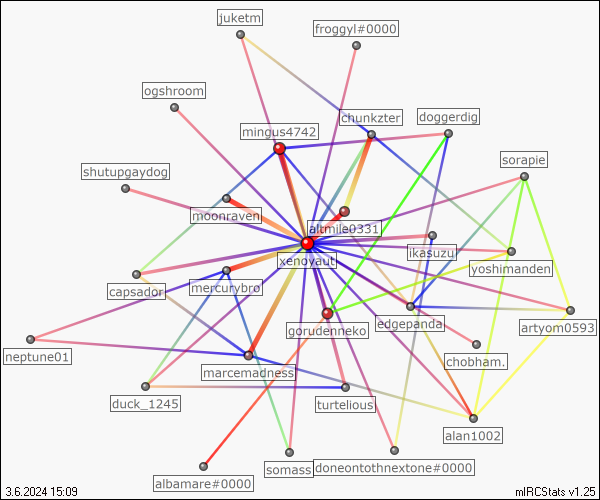 juketm
froggyl#0000
ogshroom
chunkzter
doggerdig
mingus4742
sorapie
shutupgaydog
moonraven
altmile0331
ikasuzu
xenoyaut
yoshimanden
capsador
mercurybro
gorudenneko
edgepanda
artyom0593
neptune01
chobham.
marcemadness
duck_1245
turtelious
alan1002
albamare#0000
somass
doneontothnextone#0000
3.6.2024 15:09
mIRCStats v1.25